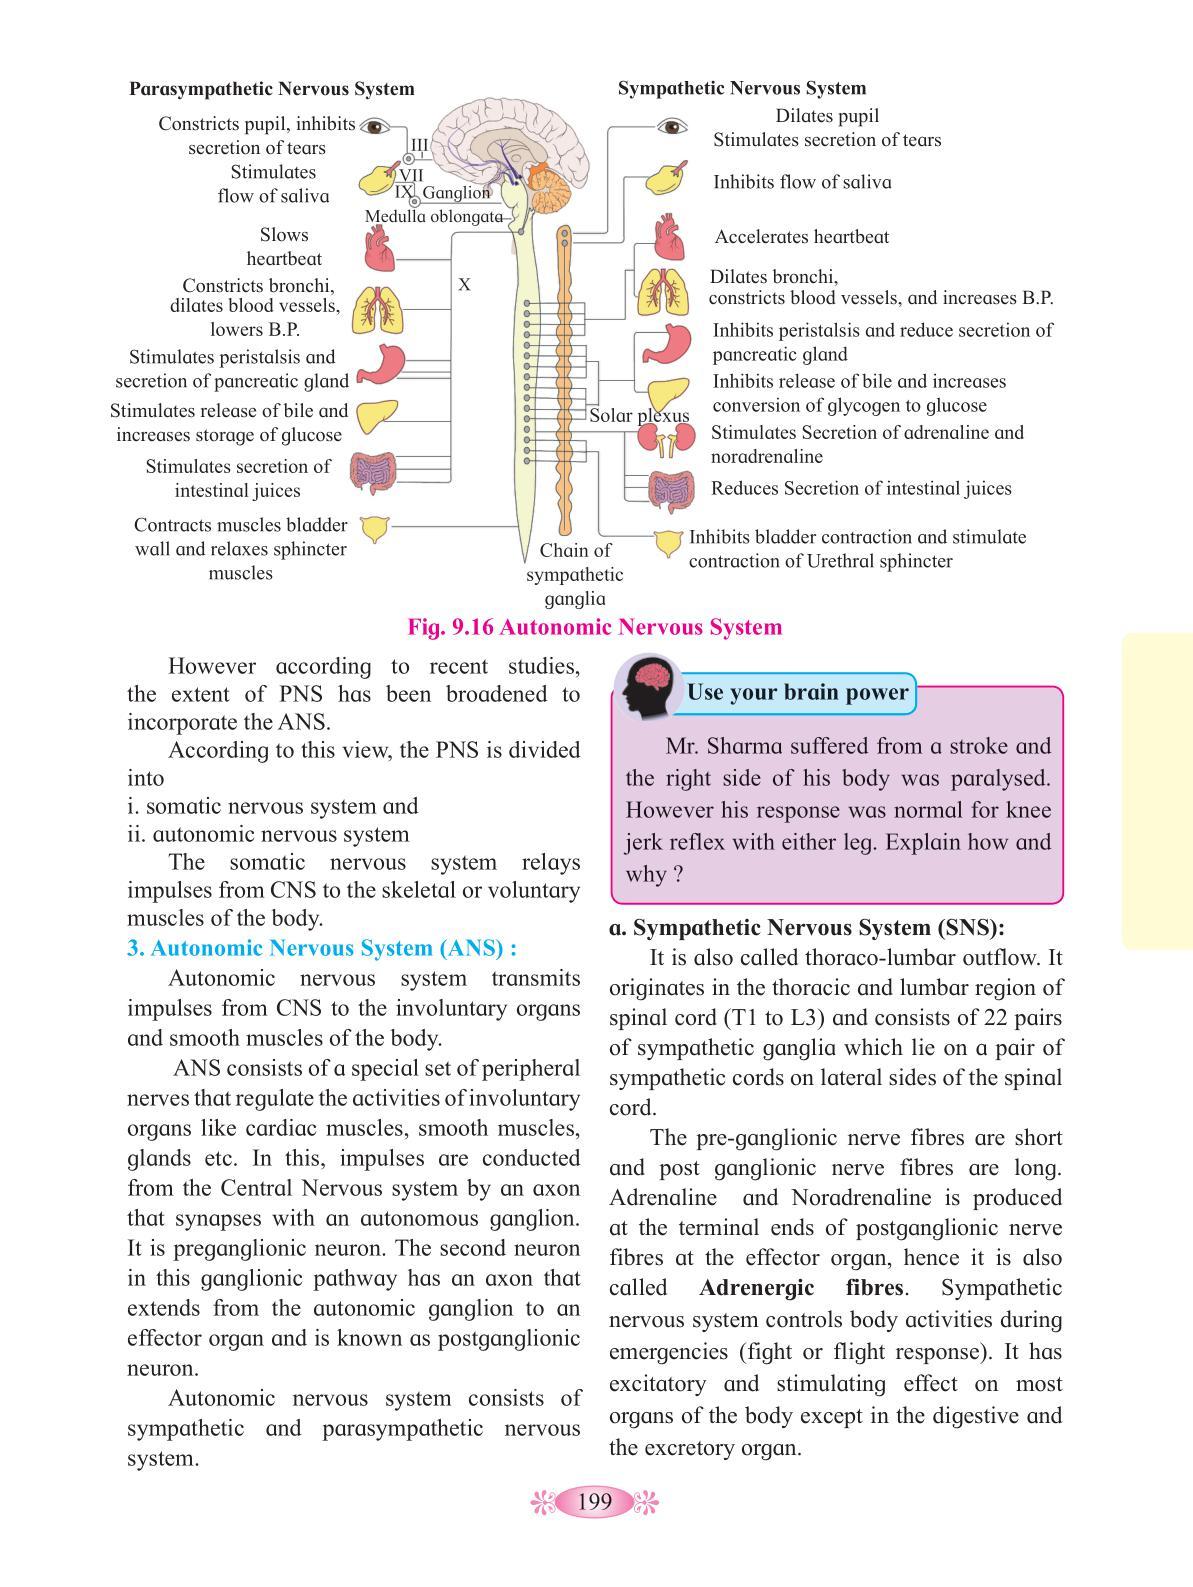 Parasympathetic Nervous System
Constricts pupil, inhibits
secretion of tears
Stimulates
flow of saliva
Slows
heartbeat
Constricts bronchi,
dilates blood vessels,
lowers B.P.
Stimulates peristalsis and
secretion of pancreatic gland
Stimulates release of bile and
increases storage of glucose
Stimulates secretion of
intestinal juices
Contracts muscles bladder
wall and relaxes sphincter
muscles
III
VII
IX
Ganglion
Medulla oblongata
X
Solar plexus
Chain of
sympathetic
ganglia
Sympathetic Nervous System
Dilates pupil
Stimulates secretion of tears
Inhibits flow of saliva
Accelerates heartbeat
Dilates bronchi,
constricts blood vessels, and increases B.P.
Inhibits peristalsis and reduce secretion of
pancreatic gland
Inhibits release of bile and increases
conversion of glycogen to glucose
Stimulates Secretion of adrenaline and
noradrenaline
Reduces Secretion of intestinal juices
Inhibits bladder contraction and stimulate
contraction of Urethral sphincter
Fig. 9.16 Autonomic Nervous System
However according to recent studies,
the extent of PNS has been broadened to
incorporate the ANS.
According to this view, the PNS is divided
into
i. somatic nervous system and
ii. autonomic nervous system
The somatic nervous system relays
impulses from CNS to the skeletal or voluntary
muscles of the body.
3. Autonomic Nervous System (ANS) :
Autonomic nervous system transmits
impulses from CNS to the involuntary organs
and smooth muscles of the body.
ANS consists of a special set of peripheral
nerves that regulate the activities of involuntary
organs like cardiac muscles, smooth muscles,
glands etc. In this, impulses are conducted
from the Central Nervous system by an axon
that synapses with an autonomous ganglion.
It is preganglionic neuron. The second neuron
in this ganglionic pathway has an axon that
extends from the autonomic ganglion to an
effector organ and is known as postganglionic
neuron.
Autonomic nervous system consists of
sympathetic and parasympathetic nervous
system.
Use your brain power
Mr. Sharma suffered from a stroke and
the right side of his body was paralysed.
However his response was normal for knee
jerk reflex with either leg. Explain how and
why ?
a. Sympathetic Nervous System (SNS):
It is also called thoraco-lumbar outflow. It
originates in the thoracic and lumbar region of
spinal cord (T1 to L3) and consists of 22 pairs
of sympathetic ganglia which lie on a pair of
sympathetic cords on lateral sides of the spinal
cord.
The pre-ganglionic nerve fibres are short
and post ganglionic nerve fibres are long.
Adrenaline and Noradrenaline is produced
at the terminal ends of postganglionic nerve
fibres at the effector organ, hence it is also
called Adrenergic fibres. Sympathetic
nervous system controls body activities during
emergencies (fight or flight response). It has
excitatory and stimulating effect on most
organs of the body except in the digestive and
the excretory organ.
199